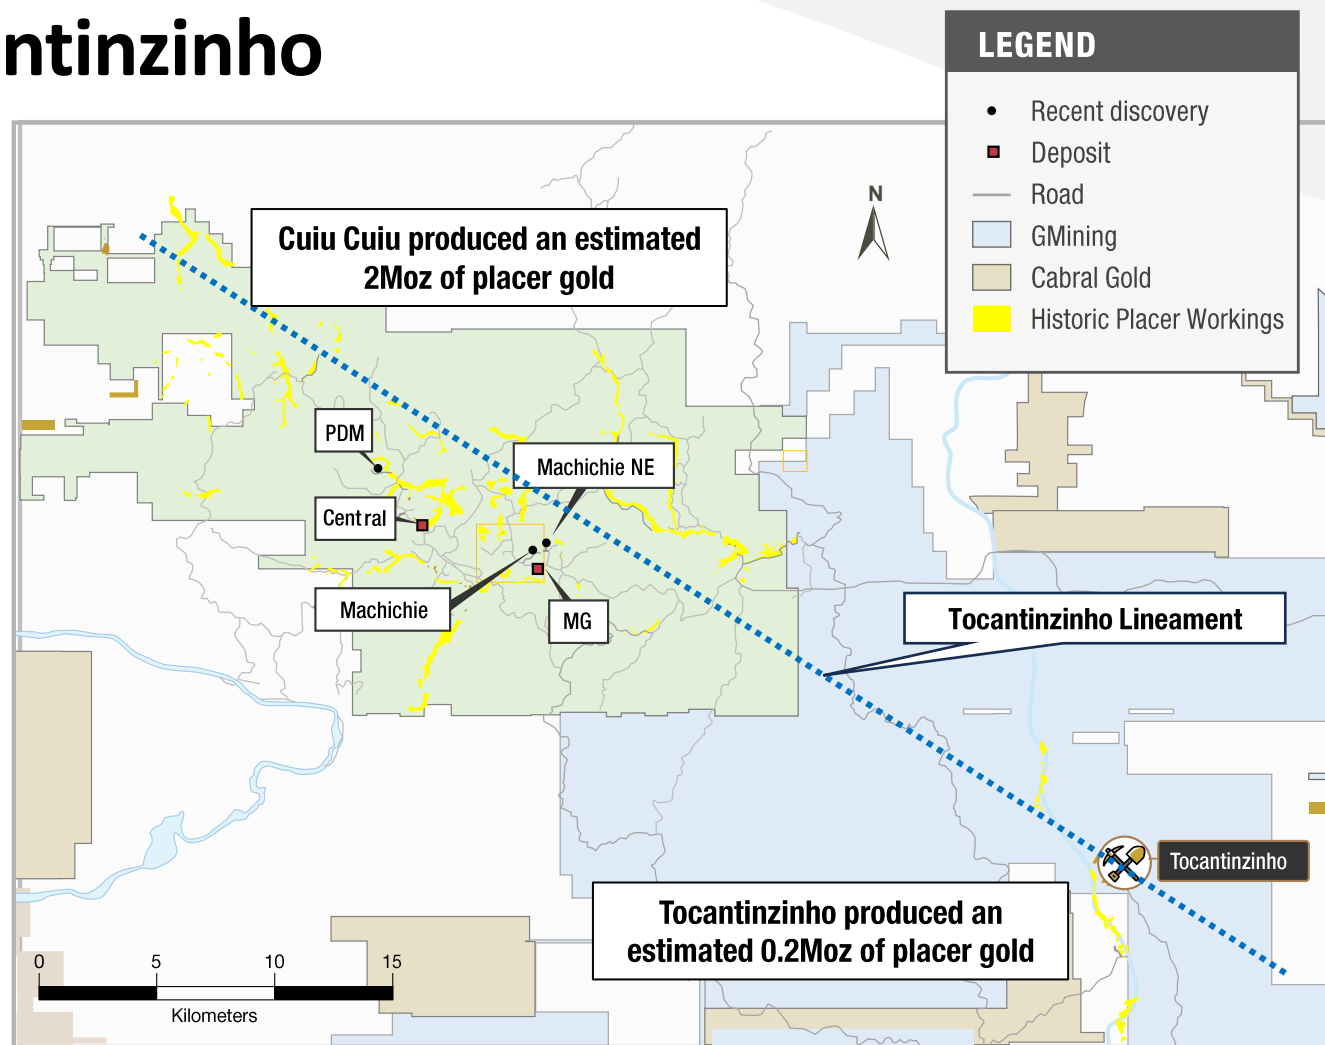 ntinzinho
LEGEND
Recent discovery
Deposit
Road
GMining
Cabral Gold
Historic Placer Workings
N
Cuiu Cuiu produced an estimated
2Moz of placer gold
PDM
Machichie NE
Central
Machichie
MG
Tocantinzinho Lineament
Tocantinzinho
Tocantinzinho produced an
estimated 0.2Moz of placer gold
0 5 10 15
Kilometers